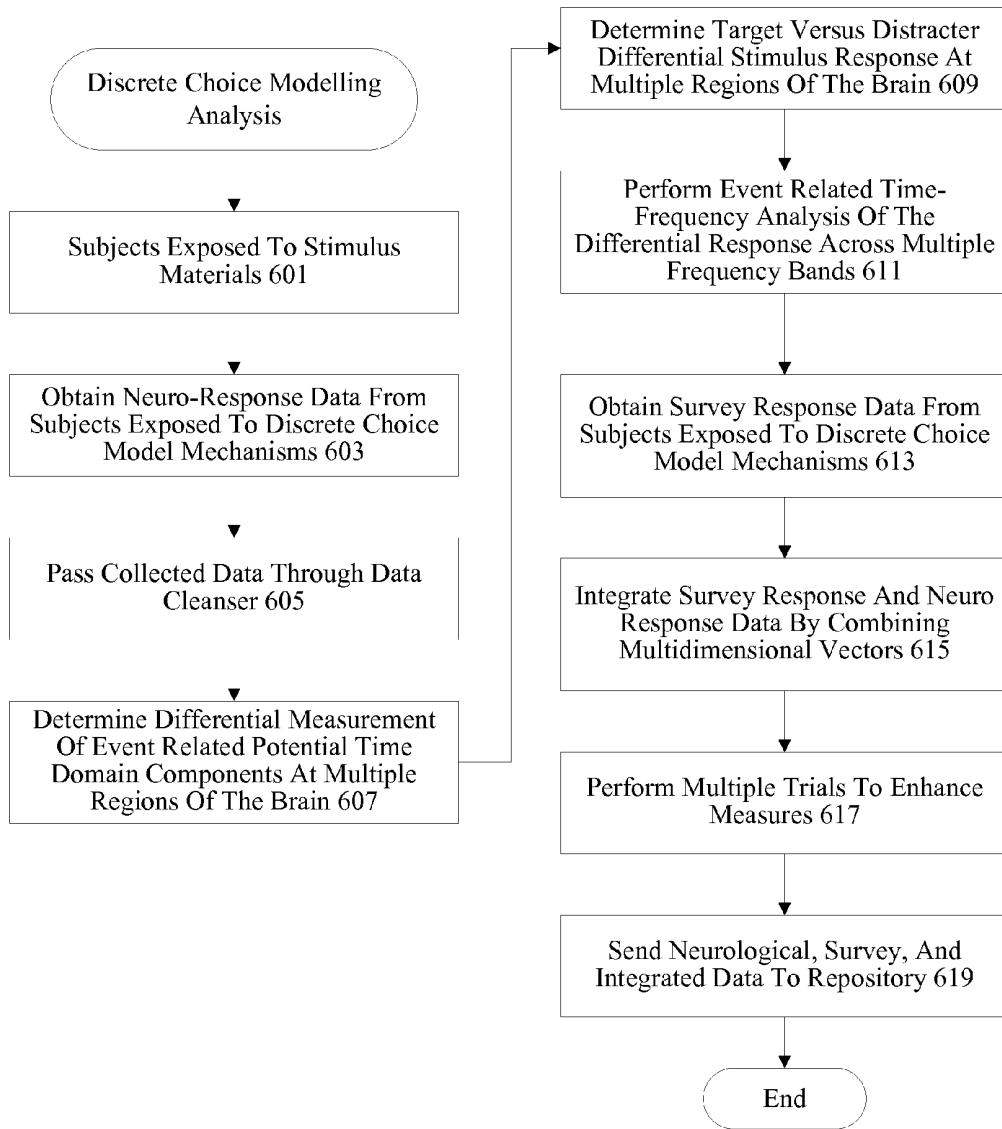 Discrete Choice Modelling
Analysis
Subjects Exposed To Stimulus
Materials 601
Obtain Neuro-Response Data From
Subjects Exposed To Discrete Choice
Model Mechanisms 603
Pass Collected Data Through Data
Cleanser 605
Determine Differential Measurement
Of Event Related Potential Time
Domain Components At Multiple
Regions Of The Brain 607
Determine Target Versus Distracter
Differential Stimulus Response At
Multiple Regions Of The Brain 609
Perform Event Related Time-
Frequency Analysis Of The
Differential Response Across Multiple
Frequency Bands 611
Obtain Survey Response Data From
Subjects Exposed To Discrete Choice
Model Mechanisms 613
Integrate Survey Response And Neuro
Response Data By Combining
Multidimensional Vectors 615
Perform Multiple Trials To Enhance
Measures 617
Send Neurological, Survey, And
Integrated Data To Repository 619
End